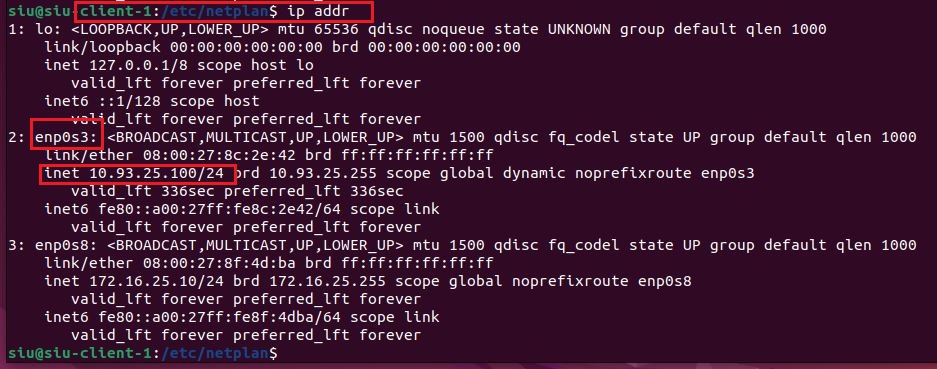 siu@siu-client-1:/etc/netplan$ ip addr
1: lo: <LOOPBACK,UP,LOWER_UP> mtu 65536 qdisc noqueue state UNKNOWN group default qlen 1000
    link/loopback 00:00:00:00:00:00 brd 00:00:00:00:00:00
    inet 127.0.0.1/8 scope host lo
       valid_lft forever preferred_lft forever
    inet6 ::1/128 scope host
       valid_lft forever preferred_lft forever
2: enp0s3: <BROADCAST,MULTICAST,UP,LOWER_UP> mtu 1500 qdisc fq_codel state UP group default qlen 1000
    link/ether 08:00:27:8c:2e:42 brd ff:ff:ff:ff:ff:ff
    inet 10.93.25.100/24 brd 10.93.25.255 scope global dynamic noprefixroute enp0s3
       valid_lft 336sec preferred_lft 336sec
    inet6 fe80::a00:27ff:fe8c:2e42/64 scope link
       valid_lft forever preferred_lft forever
3: enp0s8: <BROADCAST,MULTICAST,UP,LOWER_UP> mtu 1500 qdisc fq_codel state UP group default qlen 1000
    link/ether 08:00:27:8f:4d:ba brd ff:ff:ff:ff:ff:ff
    inet 172.16.25.10/24 brd 172.16.25.255 scope global noprefixroute enp0s8
       valid_lft forever preferred_lft forever
    inet6 fe80::a00:27ff:fe8f:4dba/64 scope link
       valid_lft forever preferred_lft forever
siu@siu-client-1:/etc/netplan$